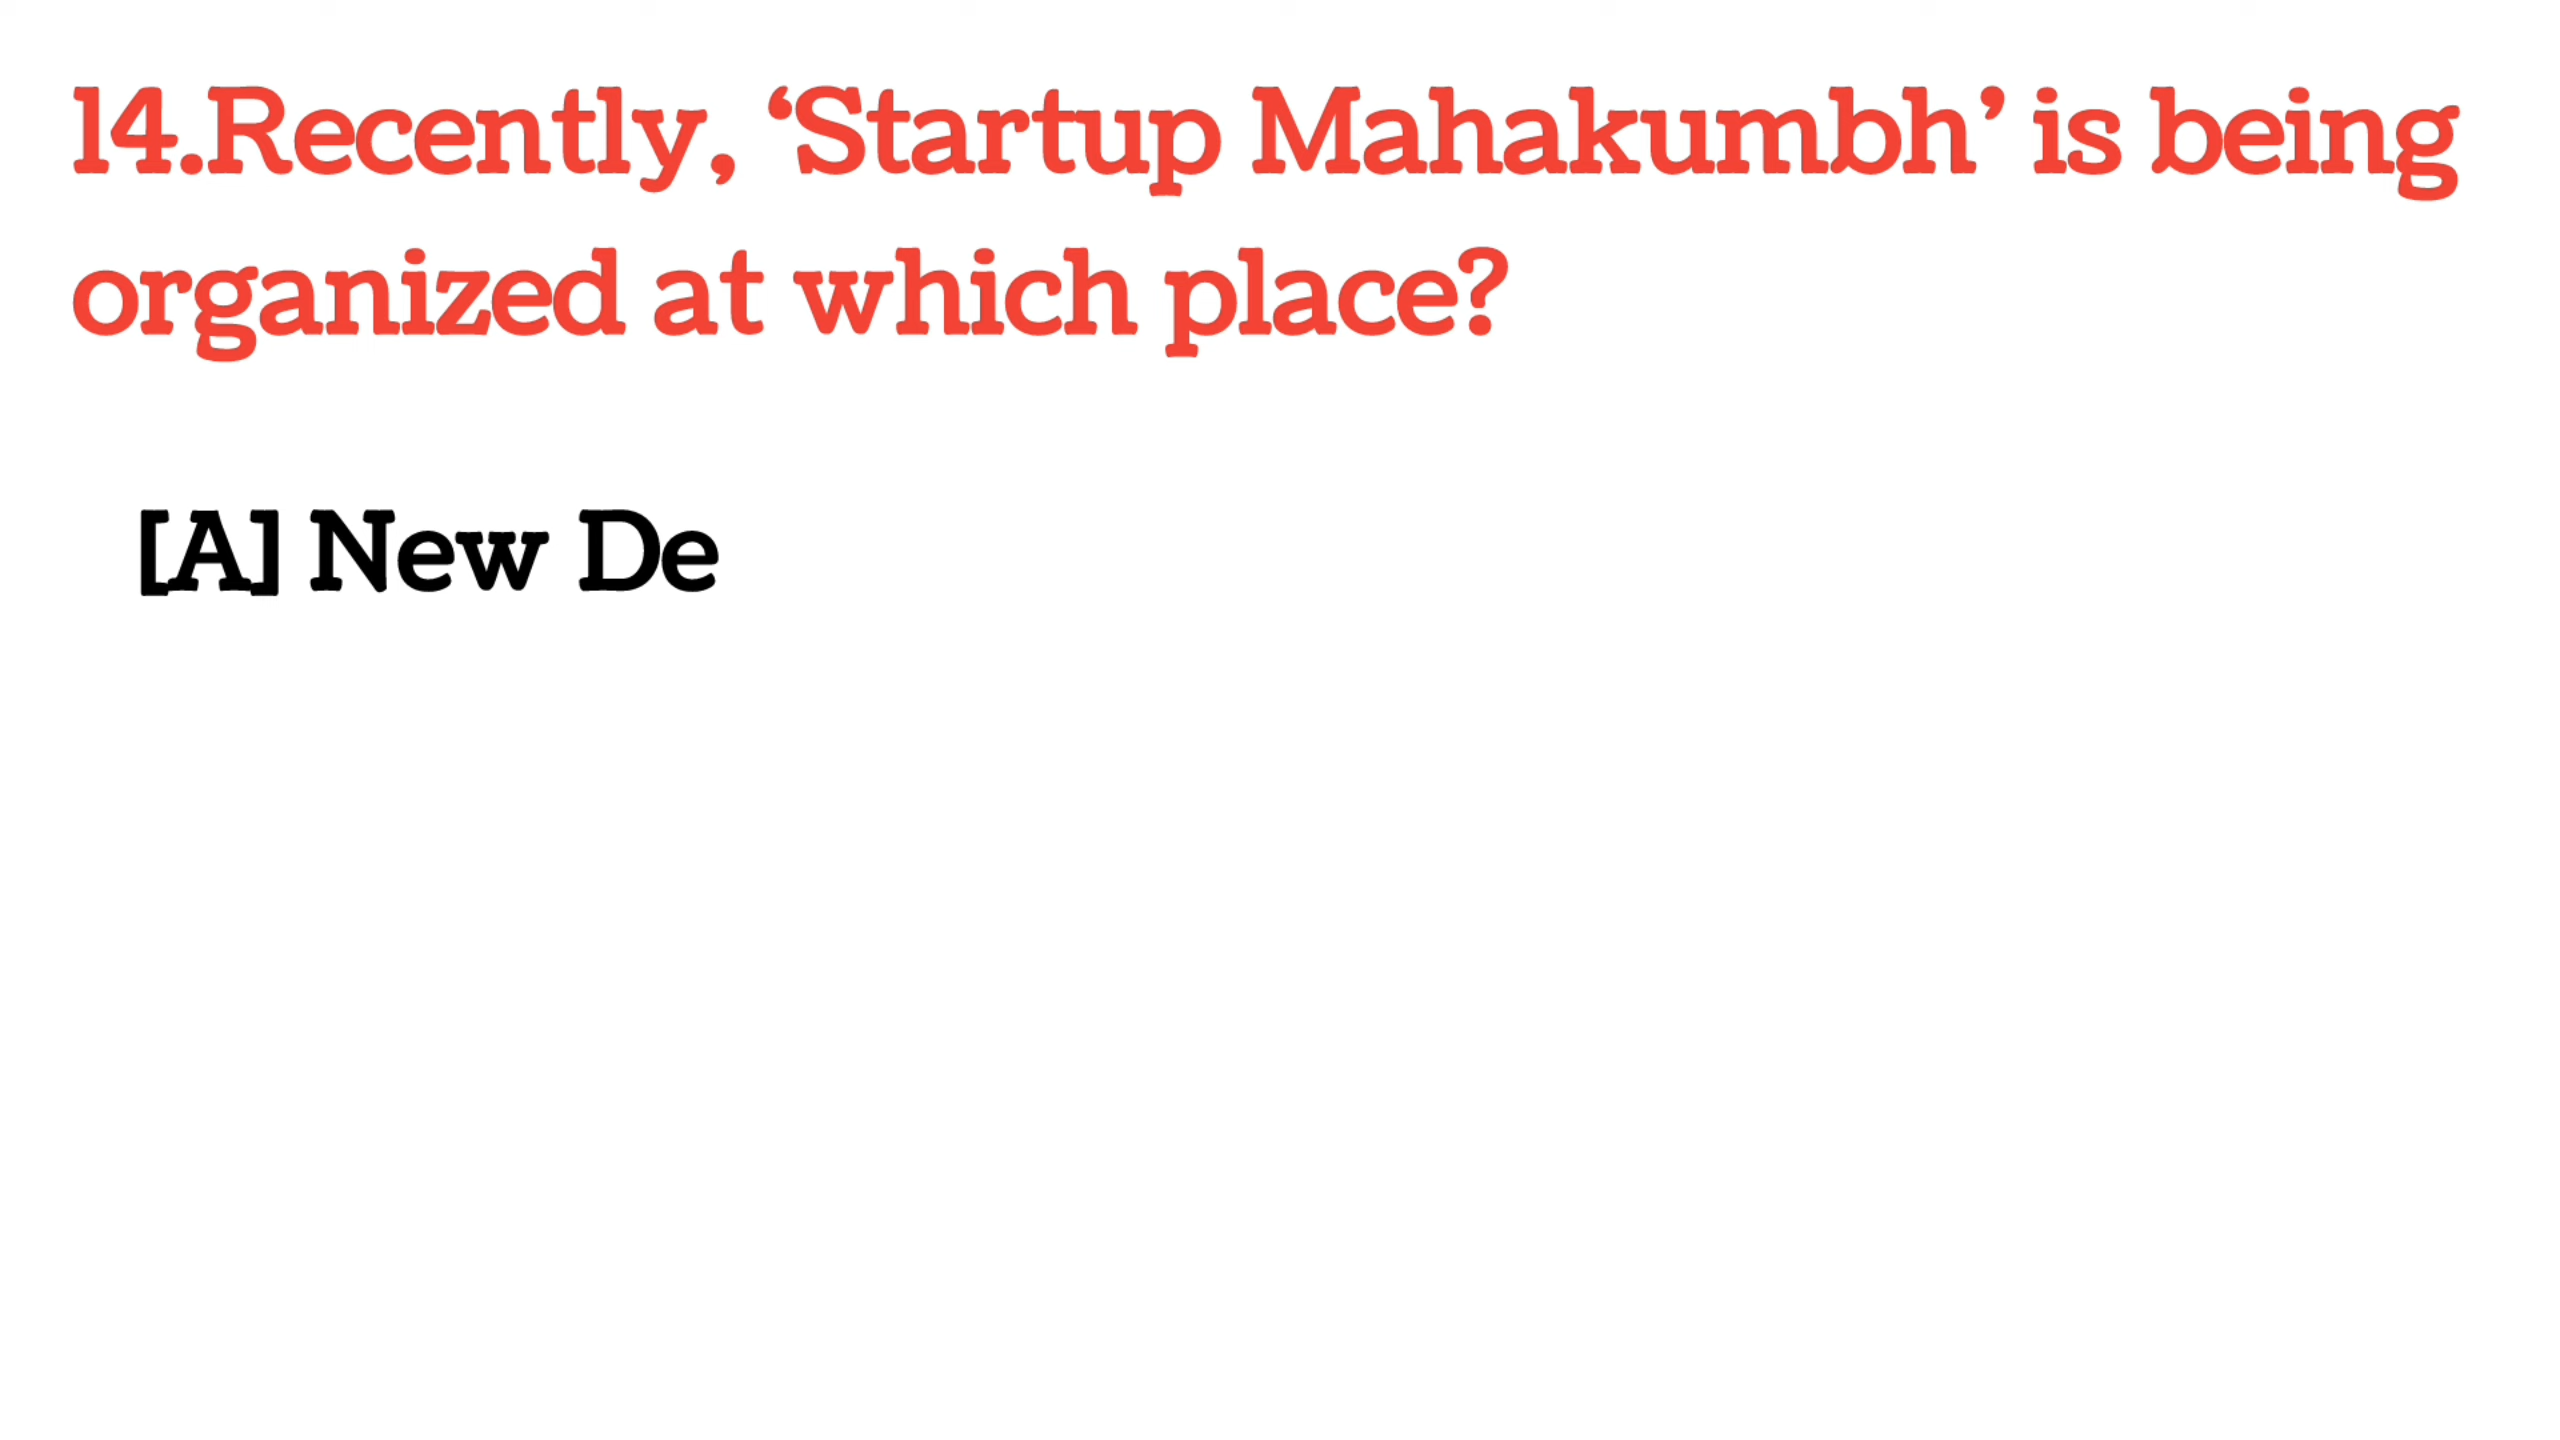 14.Recently, ‘Startup Mahakumbh’ is being
organized at which place?
[A] New De